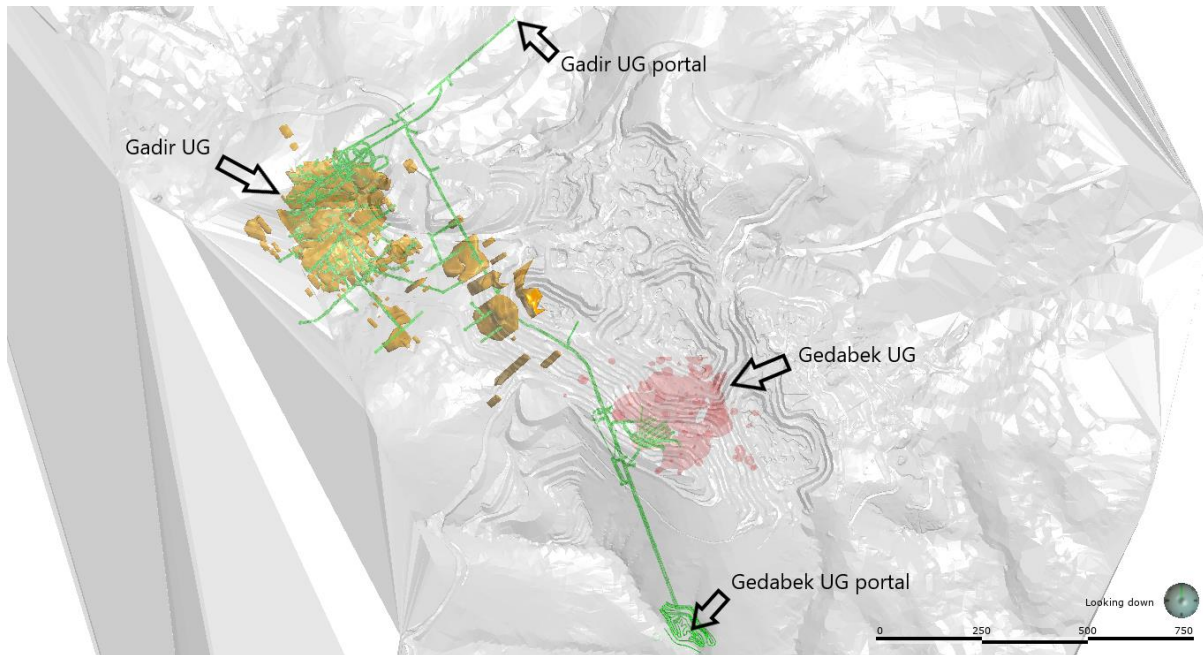 Gadir UG portal
Gadir UG
Gedabek UG
Gedabek UG portal
Looking down
0 250 500 750